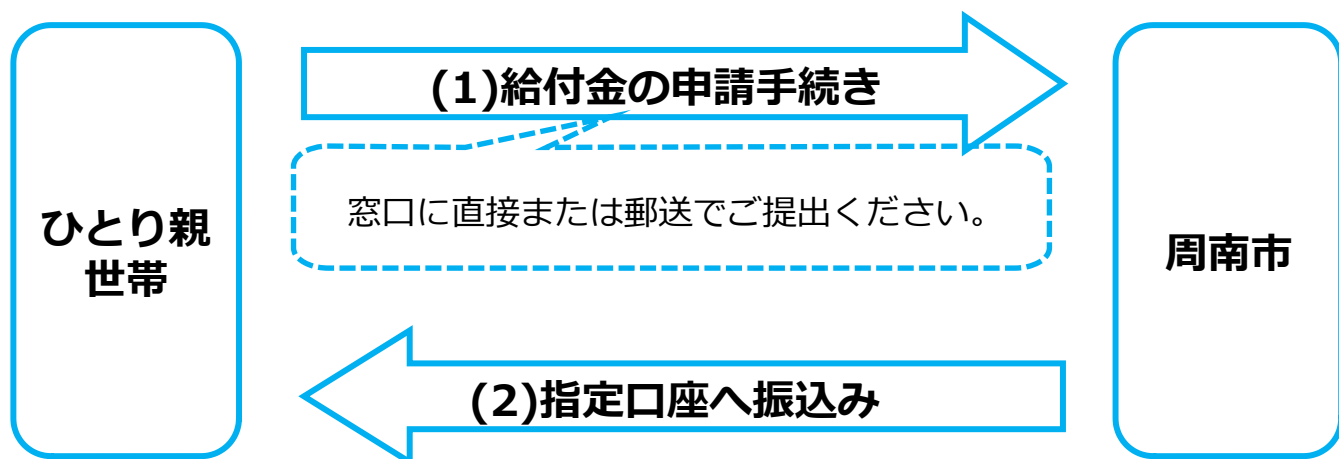 (1)給付金の申請手続き
窓口に直接または郵送でご提出ください。
ひとり親
世帯
周南市
(2)指定口座へ振込み